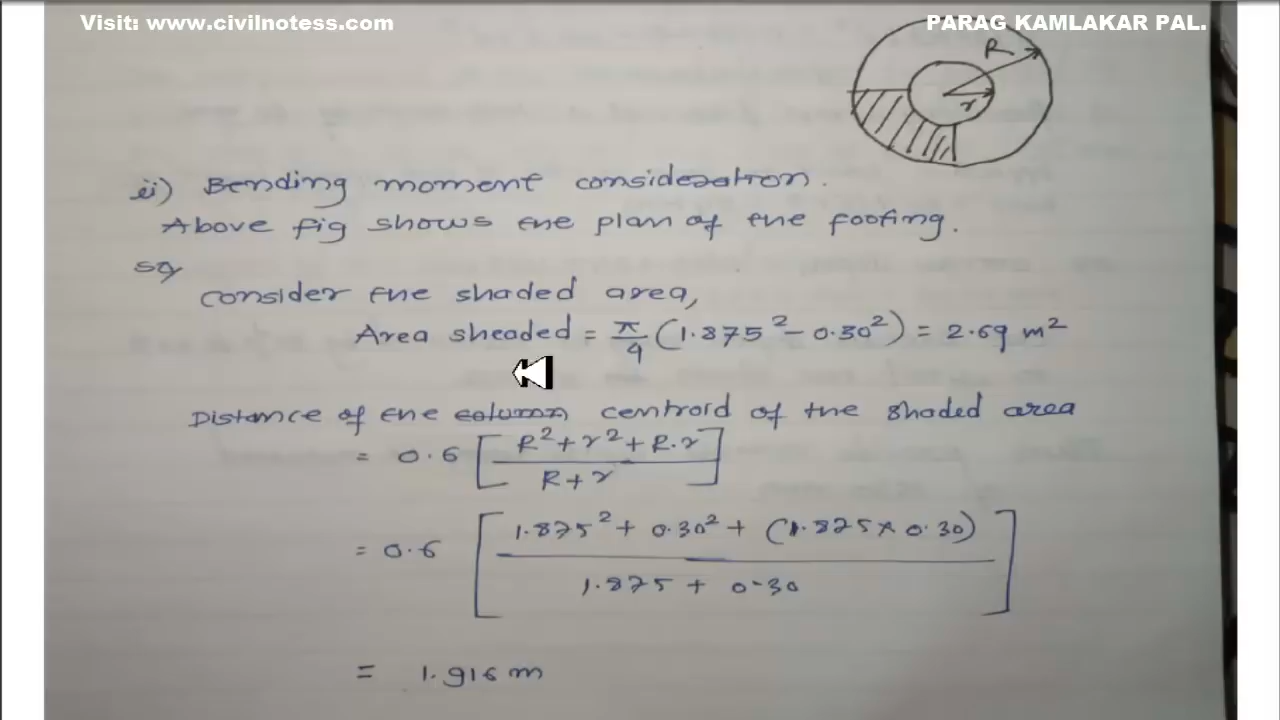 Visit: www.civilnotess.com
PARAG KAMLAKAR PAL.
R
r
ii) Bending moment consideration.
Above fig shows the plan of the footing.
Consider the shaded area,
Area sheaded = π/4 (1.875² - 0.30²) = 2.69 m²
Distance of the column centroid of the shaded area
= 0.6 [ R² + r² + R.r / R + r ]
= 0.6 [ 1.875² + 0.30² + (1.875 × 0.30) / 1.875 + 0.30 ]
= 1.916 m